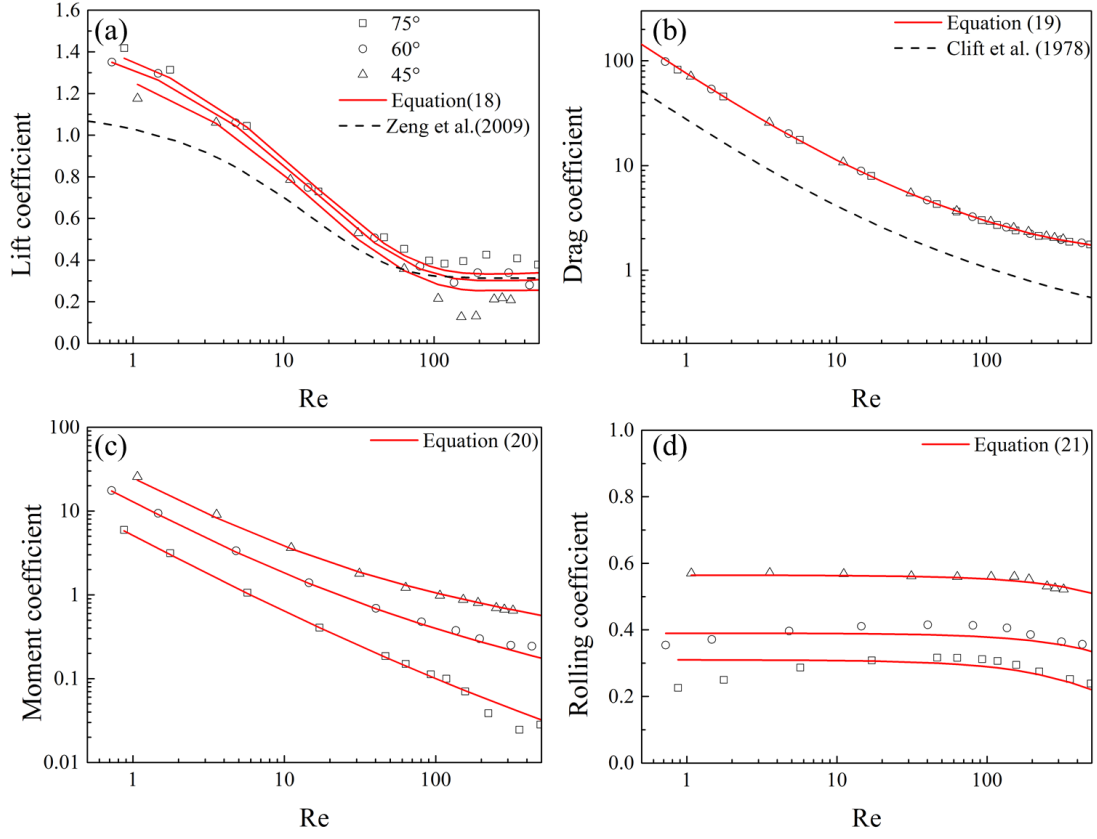 (a)
75°
60°
45°
Equation(18)
Zeng et al.(2009)
1.6
1.4
1.2
1.0
0.8
0.6
0.4
0.2
0.0
1
10
100
Lift coefficient
Re
(b)
Equation (19)
Clift et al. (1978)
100
10
1
1
10
100
Drag coefficient
Re
(c)
Equation (20)
100
10
1
0.1
0.01
1
10
100
Moment coefficient
Re
(d)
Equation (21)
1.0
0.8
0.6
0.4
0.2
0.0
1
10
100
Rolling coefficient
Re